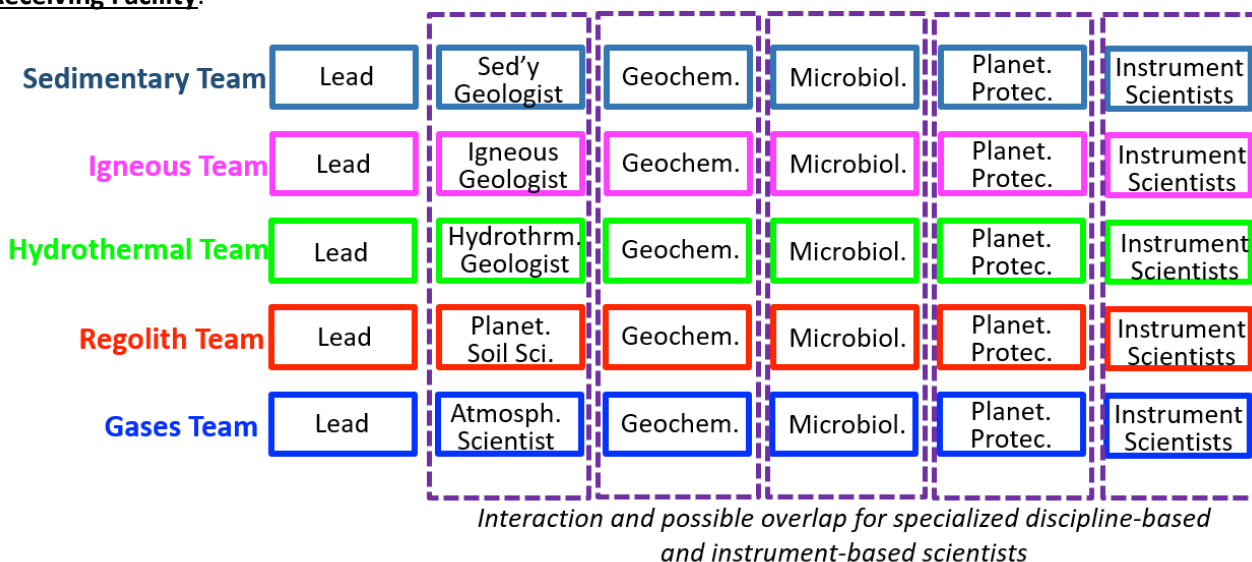 Receiving Facility:
Sedimentary Team
Lead
Sed'y
Geologist
Geochem.
Microbiol.
Planet.
Protec.
Instrument
Scientists
Igneous Team
Lead
Igneous
Geologist
Geochem.
Microbiol.
Planet.
Protec.
Instrument
Scientists
Hydrothermal Team
Lead
Hydrothrm.
Geologist
Geochem.
Microbiol.
Planet.
Protec.
Instrument
Scientists
Regolith Team
Lead
Planet.
Soil Sci.
Geochem.
Microbiol.
Planet.
Protec.
Instrument
Scientists
Gases Team
Lead
Atmosph.
Scientist
Geochem.
Microbiol.
Planet.
Protec.
Instrument
Scientists
Interaction and possible overlap for specialized discipline-based
and instrument-based scientists